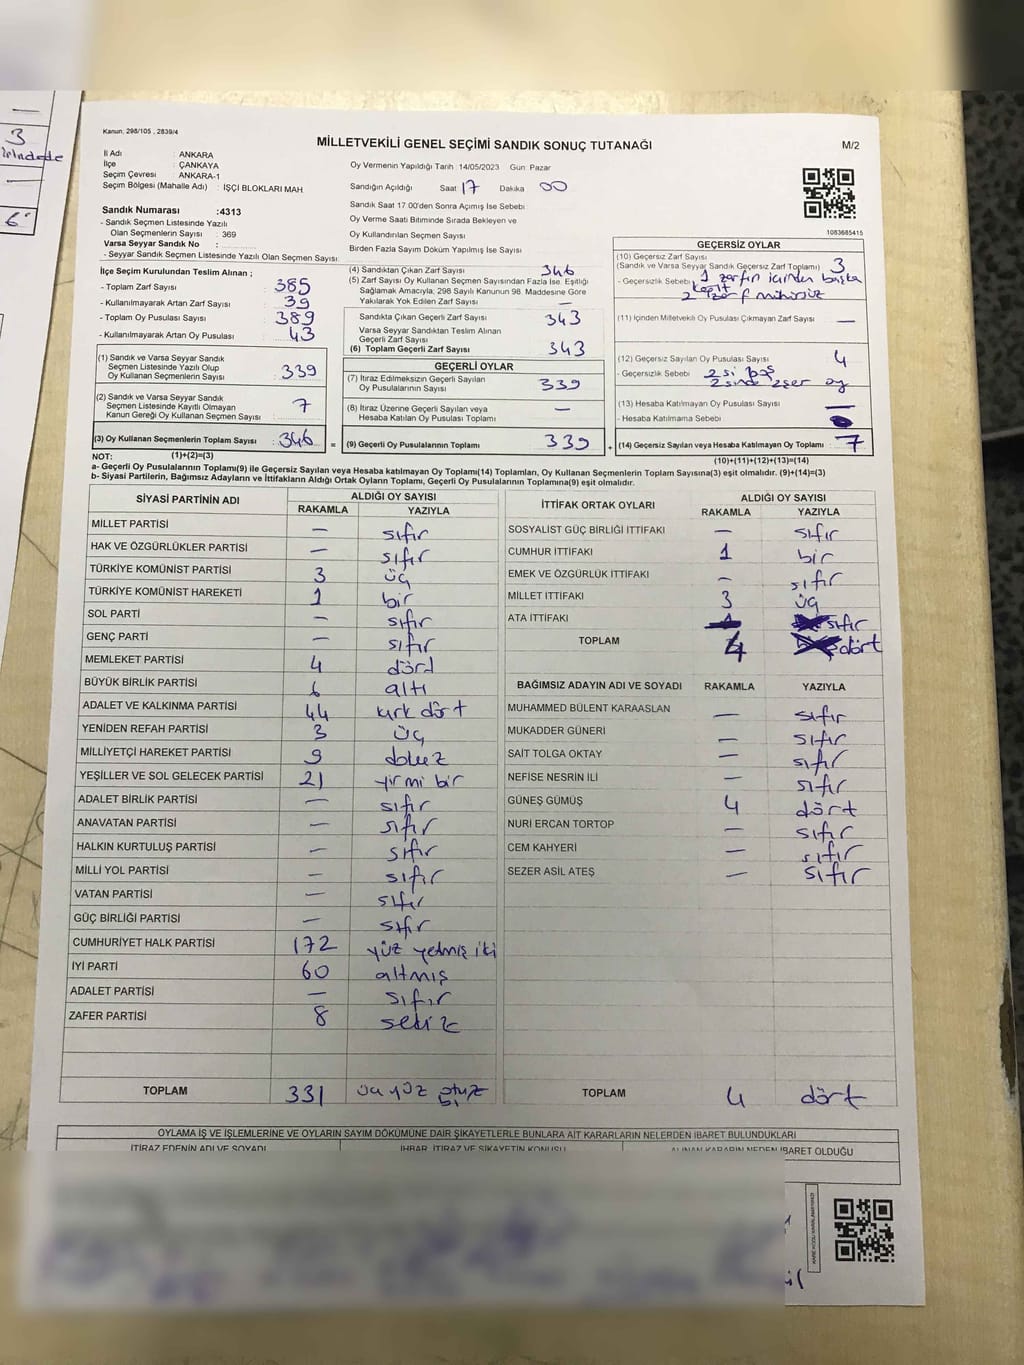 3
6
Kanun, 298/105 , 2839/4
MİLLETVEKİLİ GENEL SEÇİMİ SANDIK SONUÇ TUTANAĞI
M/2
İl Adı : ANKARA
İlçe : ÇANKAYA
Seçim Çevresi : ANKARA-1
Seçim Bölgesi (Mahalle Adı) : İŞÇİ BLOKLARI MAH.
Oy Vermenin Yapıldığı Tarih :14/05/2023 Gün: Pazar
Sandığın Açıldığı Saat 17 Dakika 00
Sandık Saat 17 00'den Sonra Açımış İse Sebebi
Oy Verme Saati Bitiminde Sırada Bekleyen ve
Oy Kullandırılan Seçmen Sayısı
Birden Fazla Sayım Döküm Yapılmış İse Sayısı
1083685415
Sandık Numarası :4313
- Sandık Seçmen Listesinde Yazılı
Olan Seçmenlerin Sayısı : 369
Varsa Seyyar Sandık No :
- Seyyar Sandık Seçmen Listesinde Yazılı Olan Seçmen Sayısı:
İlçe Seçim Kurulundan Teslim Alınan ;
- Toplam Zarf Sayısı : 385
- Kullanılmayarak Artan Zarf Sayısı : 39
- Toplam Oy Pusulası Sayısı : 389
- Kullanılmayarak Artan Oy Pusulası : 43
(1) Sandık ve Varsa Seyyar Sandık
Seçmen Listesinde Yazılı Olup
Oy Kullanan Seçmenlerin Sayısı : 339
(2) Sandık ve Varsa Seyyar Sandık
Seçmen Listesinde Kayıtlı Olmayan
Kanun Gereği Oy Kullanan Seçmen Sayısı : 7
(3) Oy Kullanan Seçmenlerin Toplam Sayısı : 346 =
(4) Sandıktan Çıkan Zarf Sayısı 346
(5) Zarf Sayısı Oy Kullanan Seçmen Sayısından Fazla İse. Eşitliği
Sağlamak Amacıyla, 298 Sayılı Kanunun 98. Maddesine Göre
Yakılarak Yok Edilen Zarf Sayısı —
Sandıkta Çıkan Geçerli Zarf Sayısı 343
Varsa Seyyar Sandıktan Teslim Alınan
Geçerli Zarf Sayısı
(6) Toplam Geçerli Zarf Sayısı 343
GEÇERLİ OYLAR
(7) İtiraz Edilmeksizin Geçerli Sayılan
Oy Pusulalarının Sayısı 339
(8) İtiraz Üzerine Geçerli Sayılan veya
Hesaba Katılan Oy Pusulası Toplamı —
(9) Geçerli Oy Pusulalarının Toplamı 339 +
GEÇERSİZ OYLAR
(10) Geçersiz Zarf Sayısı
(Sandık ve Varsa Seyyar Sandık Geçersiz Zarf Toplamı) 3
- Geçersizlik Sebebi 1 zarfın içinden başka
kağıt
2 zarf mühürsüz
(11) İçinden Milletvekili Oy Pusulası Çıkmayan Zarf Sayısı —
(12) Geçersiz Sayılan Oy Pusulası Sayısı 4
- Geçersizlik Sebebi 2 si boş
2 sinde 2şer oy
(13) Hesaba Katılmayan Oy Pusulası Sayısı —
- Hesaba Katılmama Sebebi
(14) Geçersiz Sayılan veya Hesaba Katılmayan Oy Toplamı : 7
NOT: (1)+(2)=(3) (10)+(11)+(12)+(13)=(14)
a- Geçerli Oy Pusulalarının Toplamı(9) ile Geçersiz Sayılan veya Hesaba katılmayan Oy Toplamı(14) Toplamları, Oy Kullanan Seçmenlerin Toplam Sayısına(3) eşit olmalıdır. (9)+(14)=(3)
b- Siyasi Partilerin, Bağımsız Adayların ve İttifakların Aldığı Ortak Oyların Toplamı, Geçerli Oy Pusulalarının Toplamına(9) eşit olmalıdır.
SİYASİ PARTİNİN ADI ALDIĞI OY SAYISI
RAKAMLA YAZIYLA
MİLLET PARTİSİ — sıfır
HAK VE ÖZGÜRLÜKLER PARTİSİ — sıfır
TÜRKİYE KOMÜNİST PARTİSİ 3 üç
TÜRKİYE KOMÜNİST HAREKETİ 1 bir
SOL PARTİ — sıfır
GENÇ PARTİ — sıfır
MEMLEKET PARTİSİ 4 dörd
BÜYÜK BİRLİK PARTİSİ 6 altı
ADALET VE KALKINMA PARTİSİ 44 kırk dört
YENİDEN REFAH PARTİSİ 3 üç
MİLLİYETÇİ HAREKET PARTİSİ 9 dokuz
YEŞİLLER VE SOL GELECEK PARTİSİ 21 yirmi bir
ADALET BİRLİK PARTİSİ — sıfır
ANAVATAN PARTİSİ — sıfır
HALKIN KURTULUŞ PARTİSİ — sıfır
MİLLİ YOL PARTİSİ — sıfır
VATAN PARTİSİ — sıfır
GÜÇ BİRLİĞİ PARTİSİ — sıfır
CUMHURİYET HALK PARTİSİ 172 yüz yetmiş iki
İYİ PARTİ 60 altmış
ADALET PARTİSİ — sıfır
ZAFER PARTİSİ 8 sekiz
TOPLAM 331 üç yüz otuz
bir
İTTİFAK ORTAK OYLARI ALDIĞI OY SAYISI
RAKAMLA YAZIYLA
SOSYALİST GÜÇ BİRLİĞİ İTTİFAKI — sıfır
CUMHUR İTTİFAKI 1 bir
EMEK VE ÖZGÜRLÜK İTTİFAKI — sıfır
MİLLET İTTİFAKI 3 üç
ATA İTTİFAKI — sıfır
TOPLAM 4 dört
BAĞIMSIZ ADAYIN ADI VE SOYADI RAKAMLA YAZIYLA
MUHAMMED BÜLENT KARAASLAN — sıfır
MUKADDER GÜNERİ — sıfır
SAİT TOLGA OKTAY — sıfır
NEFİSE NESRİN İLİ — sıfır
GÜNEŞ GÜMÜŞ 4 dört
NURİ ERCAN TORTOP — sıfır
CEM KAHYERİ — sıfır
SEZER ASİL ATEŞ — sıfır
TOPLAM 4 dört
OYLAMA İŞ VE İŞLEMLERİNE VE OYLARIN SAYIM DÖKÜMÜNE DAİR ŞİKAYETLERLE BUNLARA AİT KARARLARIN NELERDEN İBARET BULUNDUKLARI
İTİRAZ EDENİN ADI VE SOYADI İHBAR, İTİRAZ VE ŞİKAYETİN KONUSU ALINAN KARARIN NEDEN İBARET OLDUĞU